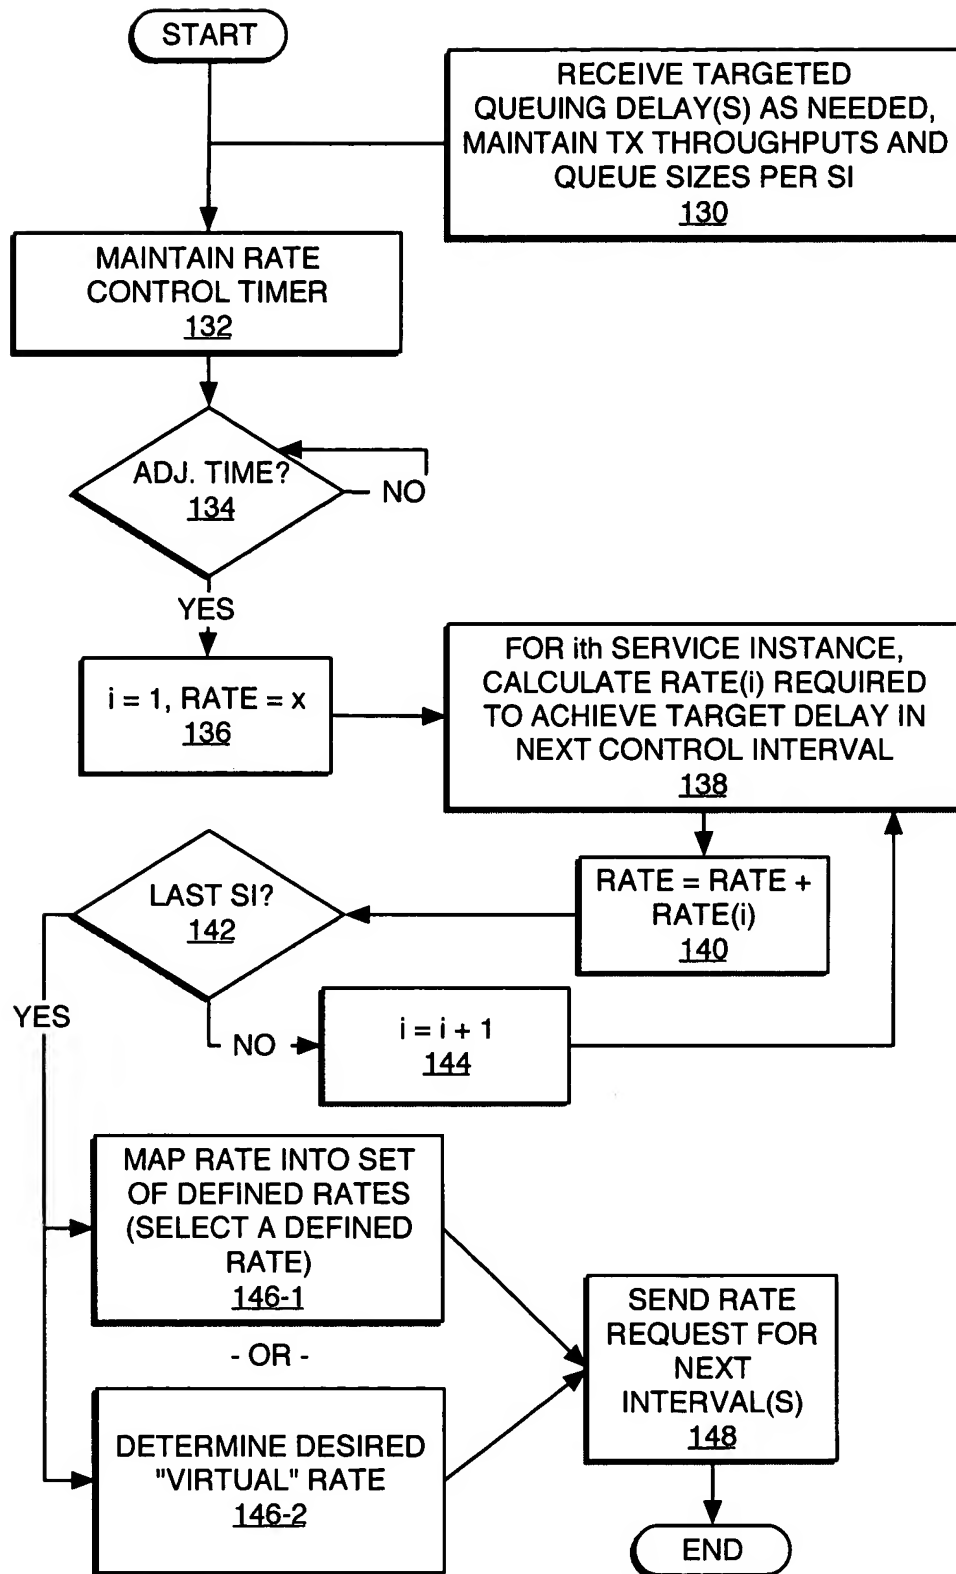 START
RECEIVE TARGETED
QUEUING DELAY(S) AS NEEDED,
MAINTAIN TX THROUGHPUTS AND
QUEUE SIZES PER SI
130
MAINTAIN RATE
CONTROL TIMER
132
ADJ. TIME?
134
NO
YES
i = 1, RATE = x
136
FOR ith SERVICE INSTANCE,
CALCULATE RATE(i) REQUIRED
TO ACHIEVE TARGET DELAY IN
NEXT CONTROL INTERVAL
138
RATE = RATE +
RATE(i)
140
LAST SI?
142
YES
NO
i = i + 1
144
MAP RATE INTO SET
OF DEFINED RATES
(SELECT A DEFINED
RATE)
146-1
- OR -
DETERMINE DESIRED
"VIRTUAL" RATE
146-2
SEND RATE
REQUEST FOR
NEXT
INTERVAL(S)
148
END